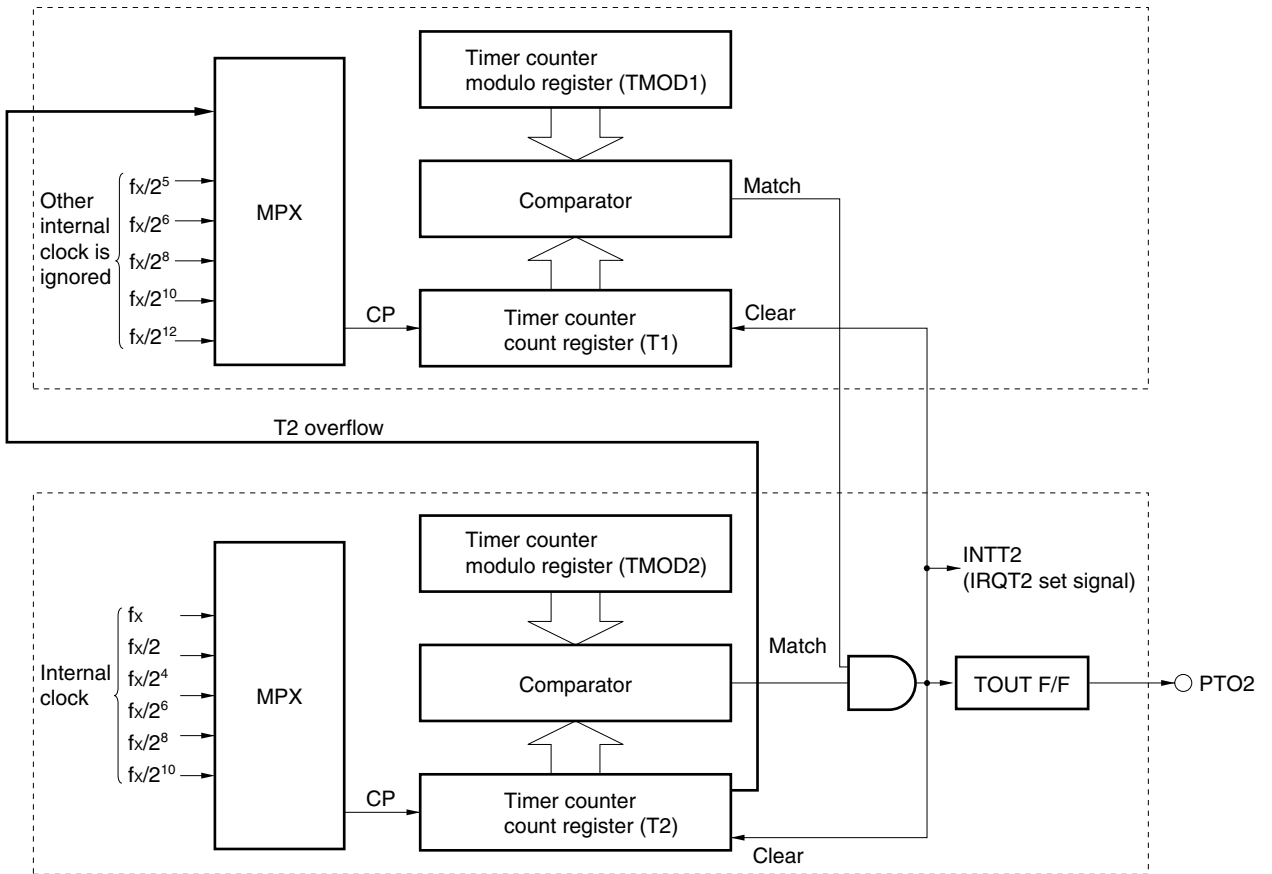 Timer counter
modulo register (TMOD1)
Other
internal
clock is
ignored
fX/2⁵
fX/2⁶
fX/2⁸
fX/2¹⁰
fX/2¹²
MPX
Comparator
Match
CP
Timer counter
count register (T1)
Clear
T2 overflow
Timer counter
modulo register (TMOD2)
INTT2
(IRQT2 set signal)
Internal
clock
fX
fX/2
fX/2⁴
fX/2⁶
fX/2⁸
fX/2¹⁰
MPX
Comparator
Match
TOUT F/F
PTO2
CP
Timer counter
count register (T2)
Clear